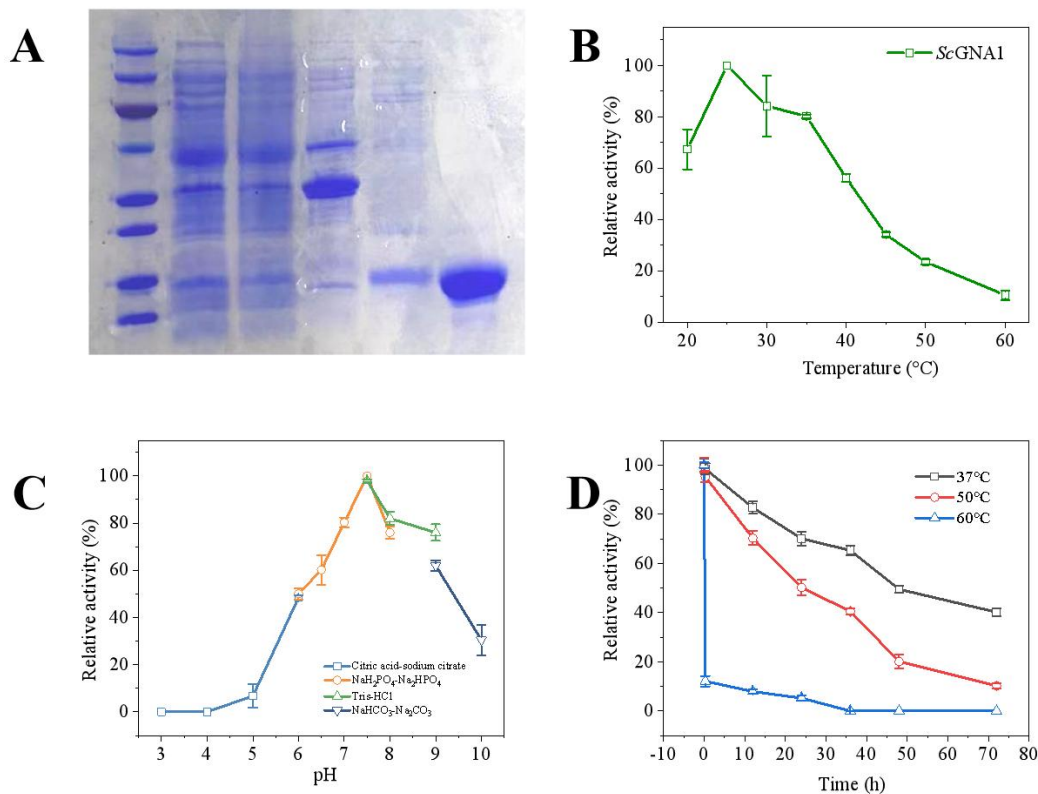 A
B
ScGNA1
Relative activity (%)
100
80
60
40
20
0
20
30
40
50
60
Temperature (°C)
C
Relative activity (%)
100
80
60
40
20
0
Citric acid-sodium citrate
NaH₂PO₄-Na₂HPO₄
Tris-HCl
NaHCO₃-Na₂CO₃
3
4
5
6
7
8
9
10
pH
D
Relative activity (%)
100
80
60
40
20
0
37°C
50°C
60°C
-10
0
10
20
30
40
50
60
70
80
Time (h)